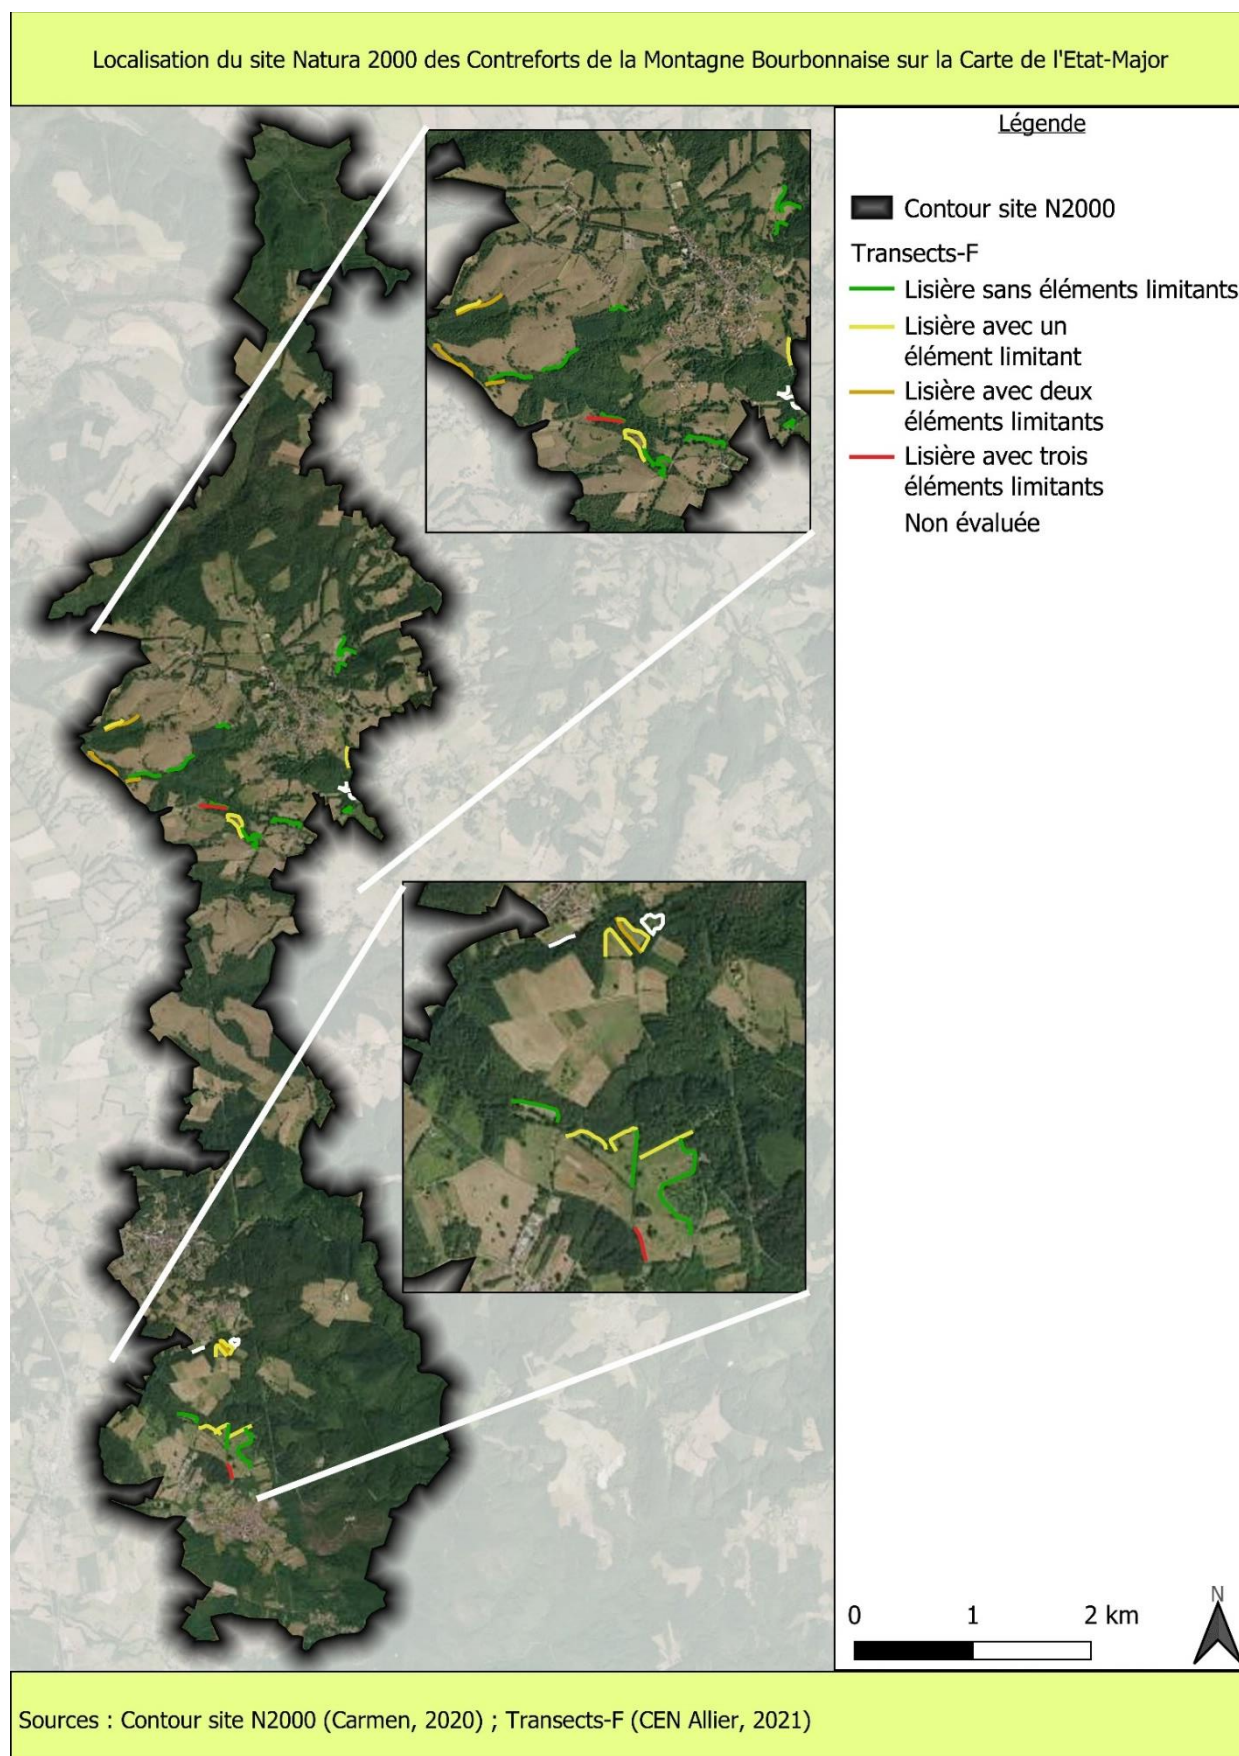 Localisation du site Natura 2000 des Contreforts de la Montagne Bourbonnaise sur la Carte de l'Etat-Major
Légende
Contour site N2000
Transects-F
Lisière sans éléments limitants
Lisière avec un
élément limitant
Lisière avec deux
éléments limitants
Lisière avec trois
éléments limitants
Non évaluée
N
0 1 2 km
Sources : Contour site N2000 (Carmen, 2020) ; Transects-F (CEN Allier, 2021)